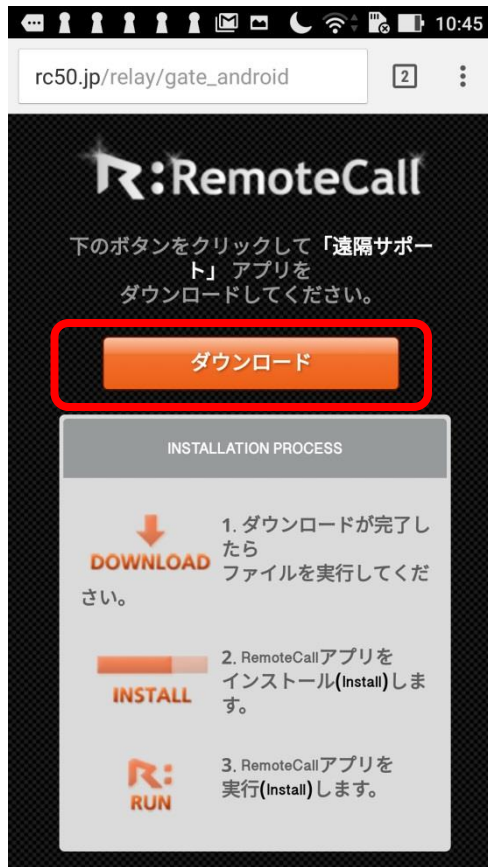 10:45
rc50.jp/relay/gate_android
2
R:RemoteCall
下のボタンをクリックして「遠隔サポー
ト」アプリを
ダウンロードしてください。
ダウンロード
INSTALLATION PROCESS
DOWNLOAD
1. ダウンロードが完了し
たら
ファイルを実行してくだ
さい。
INSTALL
2. RemoteCallアプリを
インストール(Install)しま
す。
R:
RUN
3. RemoteCallアプリを
実行(Install)します。